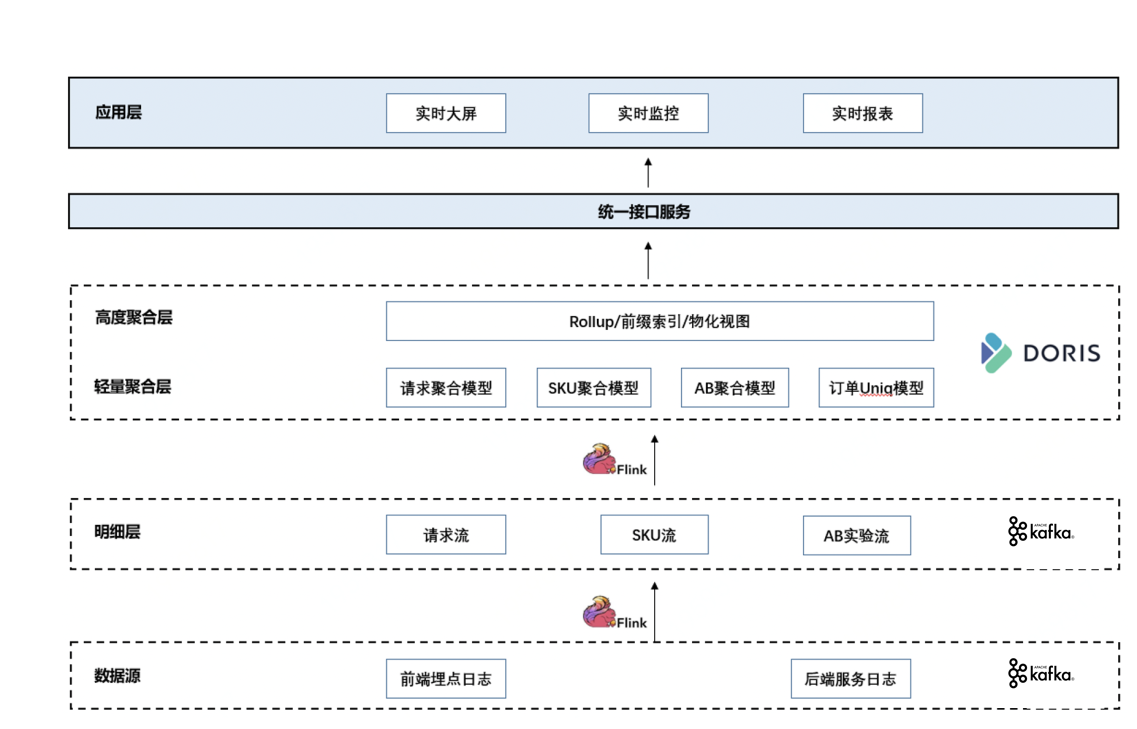 应用层
实时大屏
实时监控
实时报表
统一接口服务
高度聚合层
Rollup/前缀索引/物化视图
DORIS
轻量聚合层
请求聚合模型
SKU聚合模型
AB聚合模型
订单Uniq模型
Flink
明细层
请求流
SKU流
AB实验流
APACHE
kafka
Flink
数据源
前端埋点日志
后端服务日志
APACHE
kafka